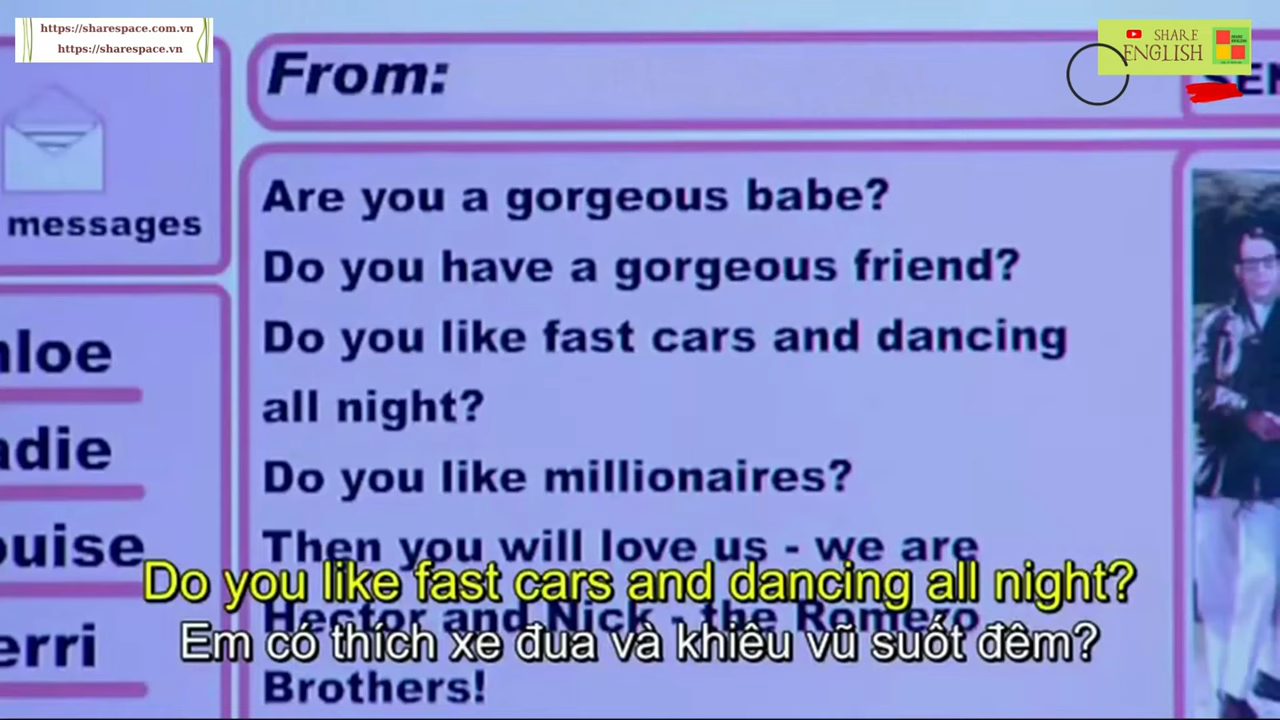 https://sharespace.com.vn
https://sharespace.vn
SHARE
ENGLISH
From:
messages
Are you a gorgeous babe?
Do you have a gorgeous friend?
Do you like fast cars and dancing
all night?
Do you like millionaires?
Then you will love us - we are
Hector and Nick - the Romero
Brothers!
Do you like fast cars and dancing all night?
Em có thích xe đua và khiêu vũ suốt đêm?